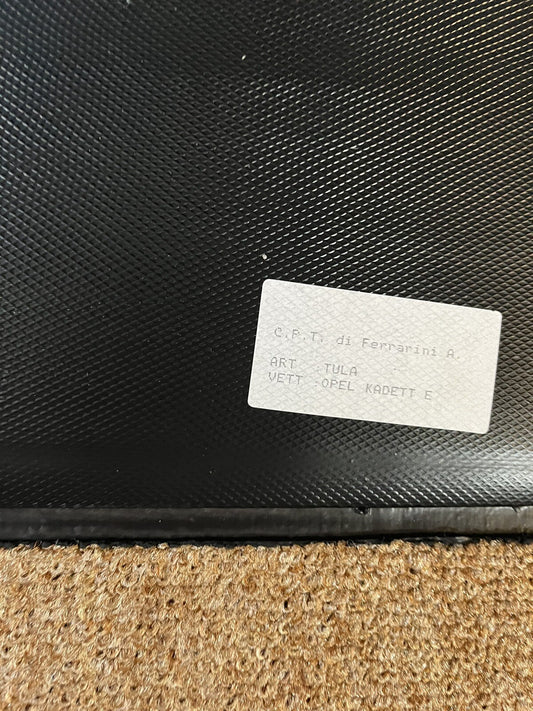 C.P.T. di Ferrarini A.
ART :TULA
VETT :OPEL KADETT E